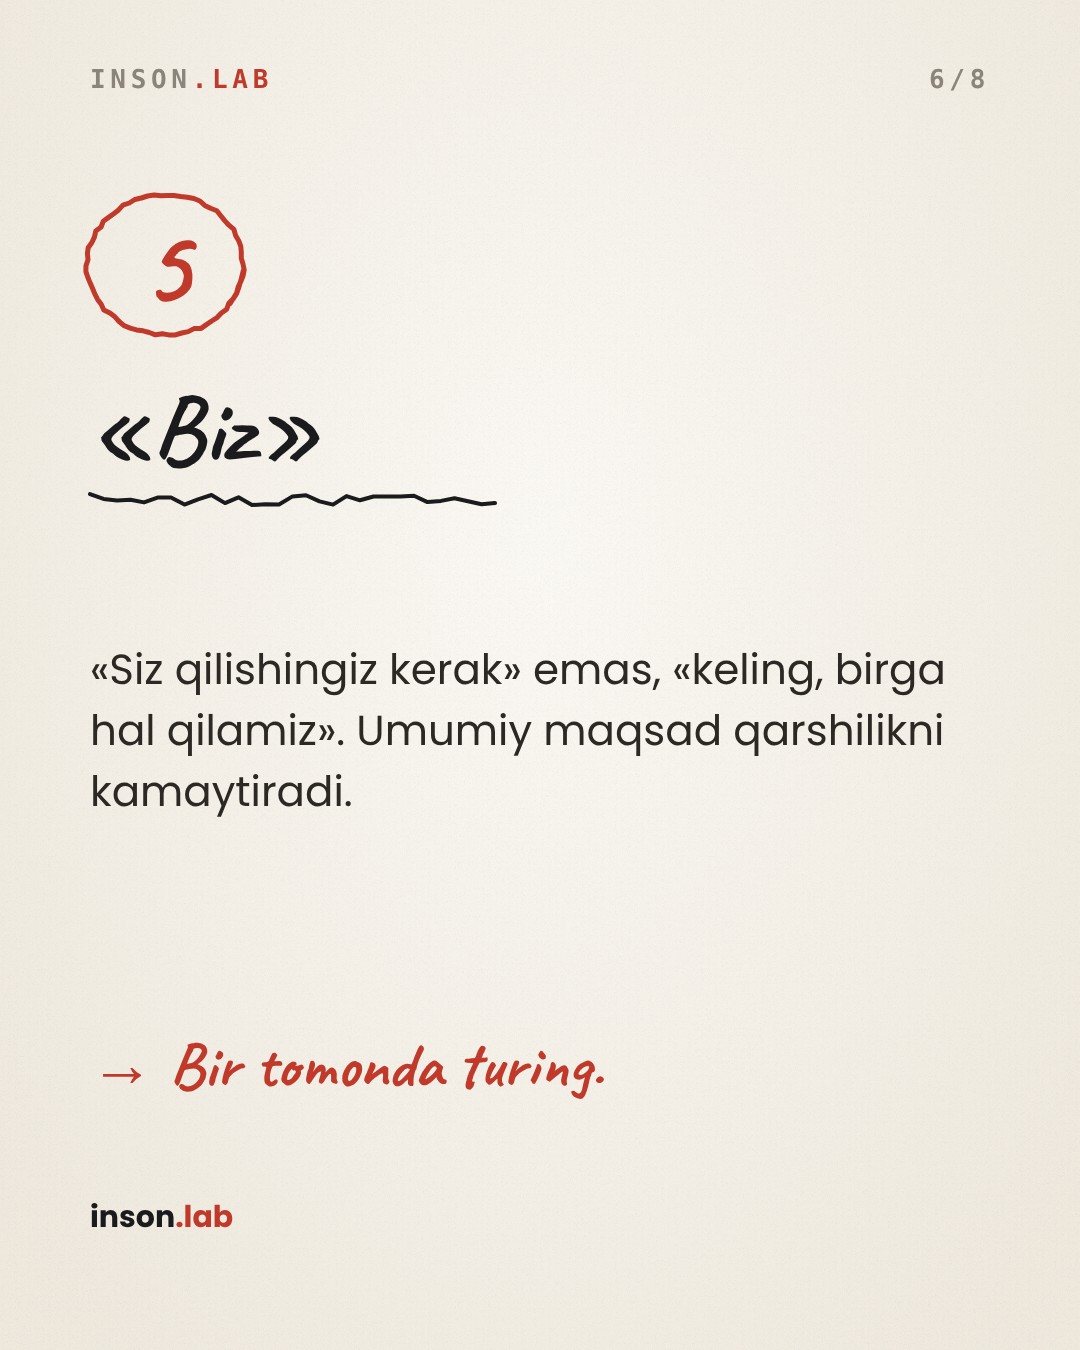 INSON.LAB
6/8
5
«Biz»
«Siz qilishingiz kerak» emas, «keling, birga
hal qilamiz». Umumiy maqsad qarshilikni
kamaytiradi.
→ Bir tomonda turing.
inson.lab